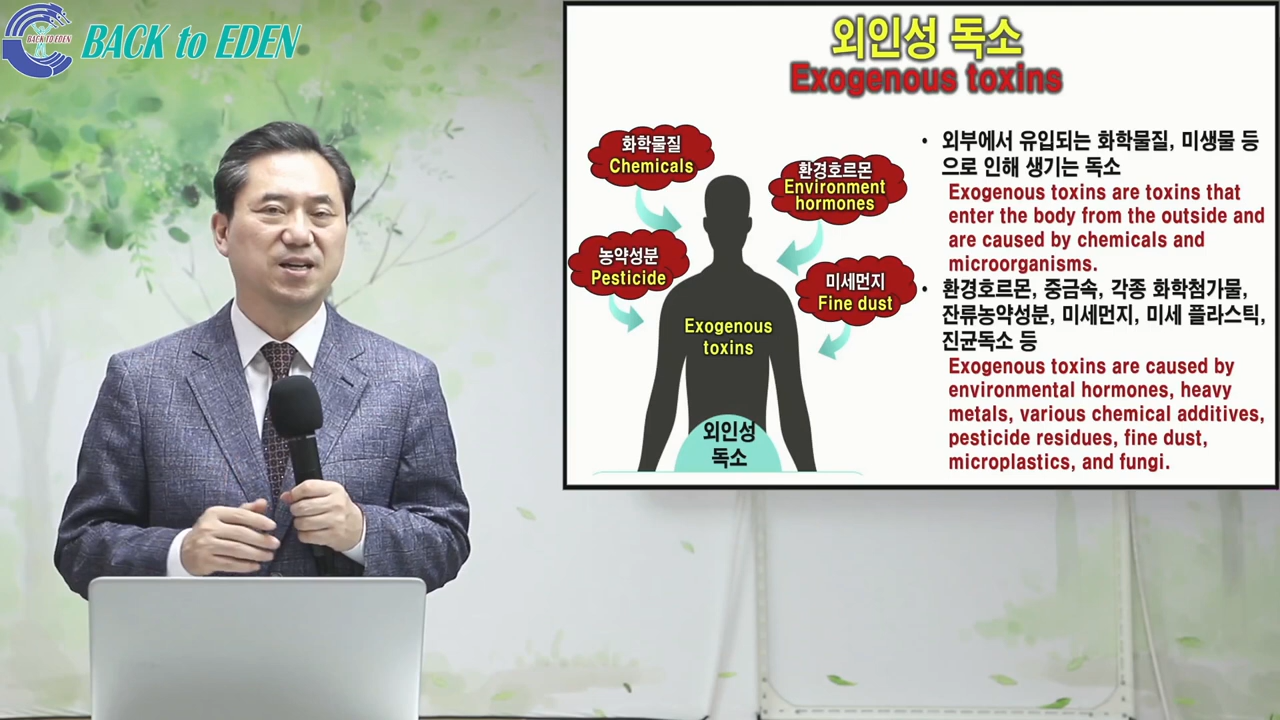 BACK TO EDEN
BACK to EDEN
외인성 독소
Exogenous toxins
화학물질
Chemicals
환경호르몬
Environment
hormones
농약성분
Pesticide
미세먼지
Fine dust
Exogenous
toxins
외인성
독소
• 외부에서 유입되는 화학물질, 미생물 등
으로 인해 생기는 독소
Exogenous toxins are toxins that
enter the body from the outside and
are caused by chemicals and
microorganisms.
• 환경호르몬, 중금속, 각종 화학첨가물,
잔류농약성분, 미세먼지, 미세 플라스틱,
진균독소 등
Exogenous toxins are caused by
environmental hormones, heavy
metals, various chemical additives,
pesticide residues, fine dust,
microplastics, and fungi.